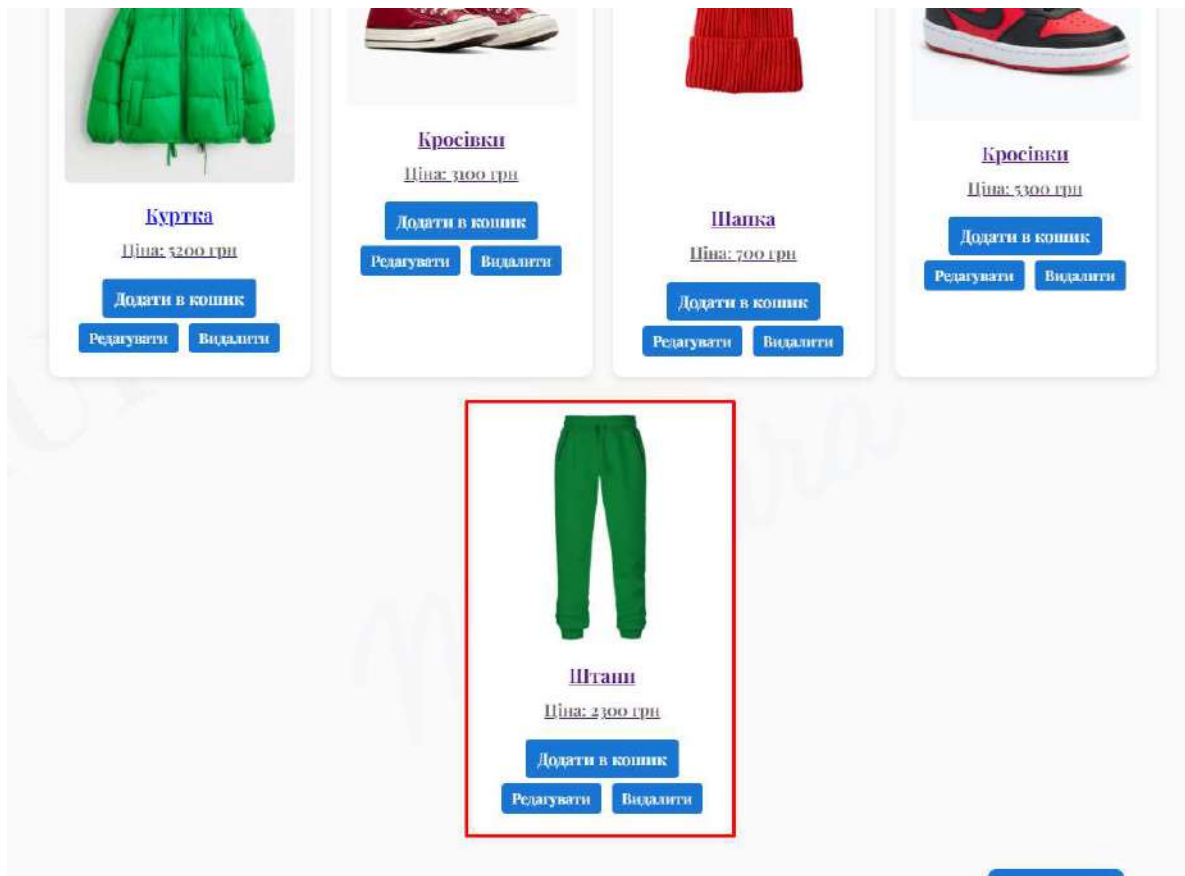 Куртка
Ціна: 5200 грн
Додати в кошик
Редагувати Видалити
Кросівки
Ціна: 3100 грн
Додати в кошик
Редагувати Видалити
Шапка
Ціна: 700 грн
Додати в кошик
Редагувати Видалити
Кросівки
Ціна: 5300 грн
Додати в кошик
Редагувати Видалити
Штани
Ціна: 2300 грн
Додати в кошик
Редагувати Видалити